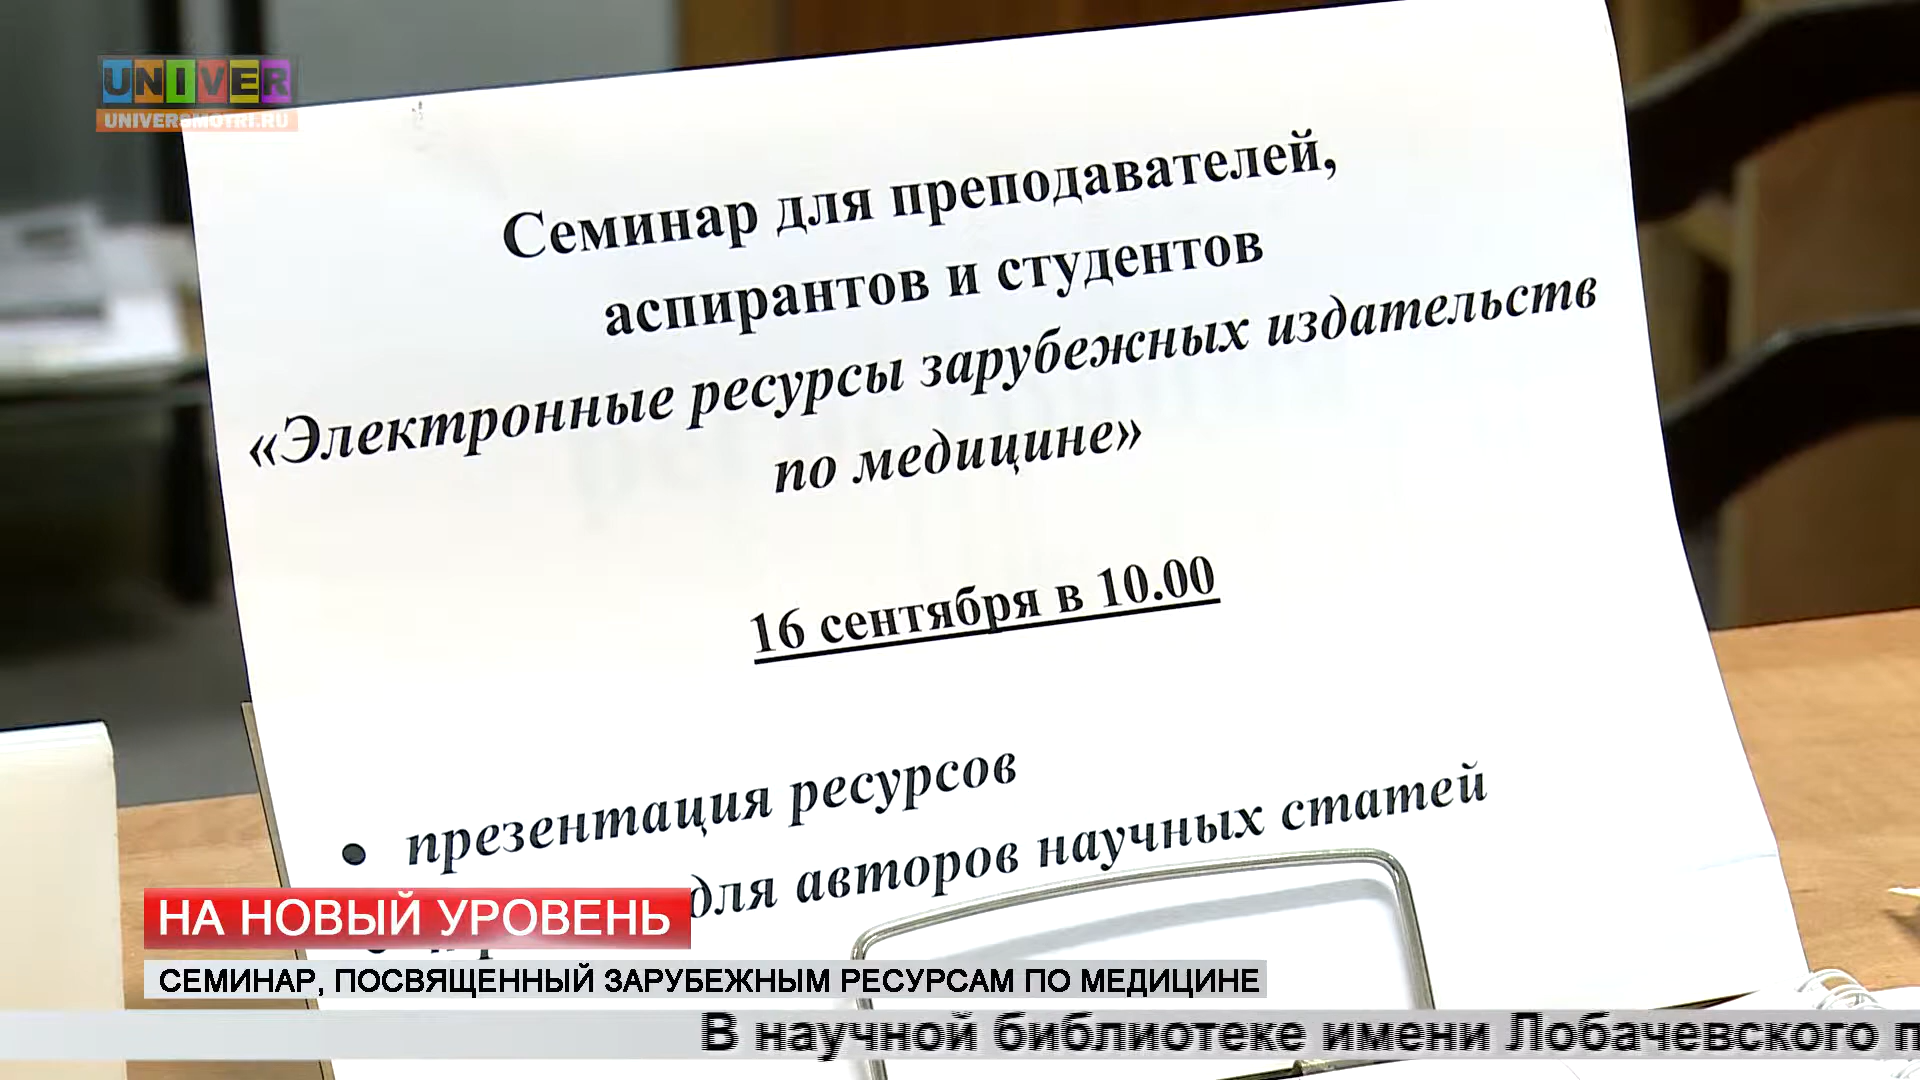 UNIVER
UNIVERSMOTRI.RU
Семинар для преподавателей,
аспирантов и студентов
«Электронные ресурсы зарубежных издательств
по медицине»
16 сентября в 10.00
• презентация ресурсов
для авторов научных статей
НА НОВЫЙ УРОВЕНЬ
СЕМИНАР, ПОСВЯЩЕННЫЙ ЗАРУБЕЖНЫМ РЕСУРСАМ ПО МЕДИЦИНЕ
В научной библиотеке имени Лобачевского п